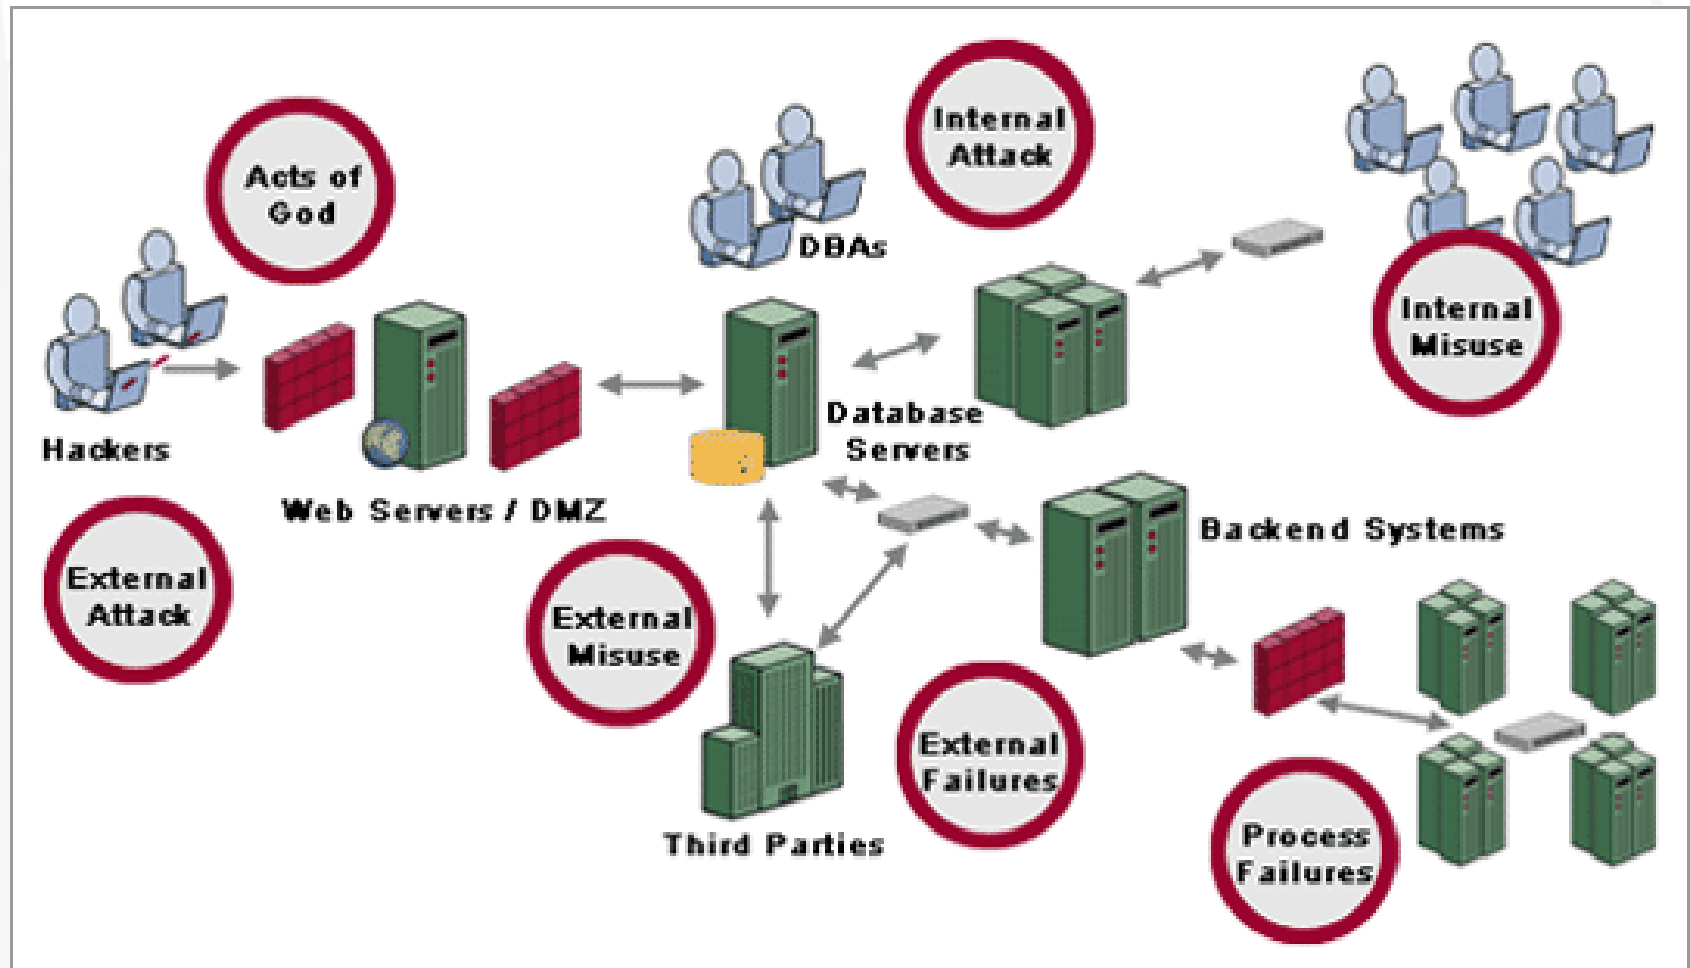 Internal
Attack
Acts of
God
DBAs
Internal
Misuse
Hackers
Database
Servers
Web Servers / DMZ
Backend Systems
External
Attack
External
Misuse
External
Failures
Third Parties
Process
Failures